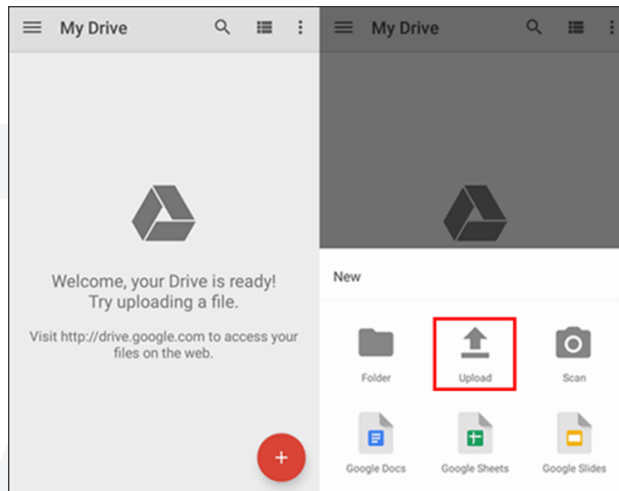 My Drive
Welcome, your Drive is ready!
Try uploading a file.
Visit http://drive.google.com to access your
files on the web.
My Drive
New
Folder
Upload
Scan
Google Docs
Google Sheets
Google Slides